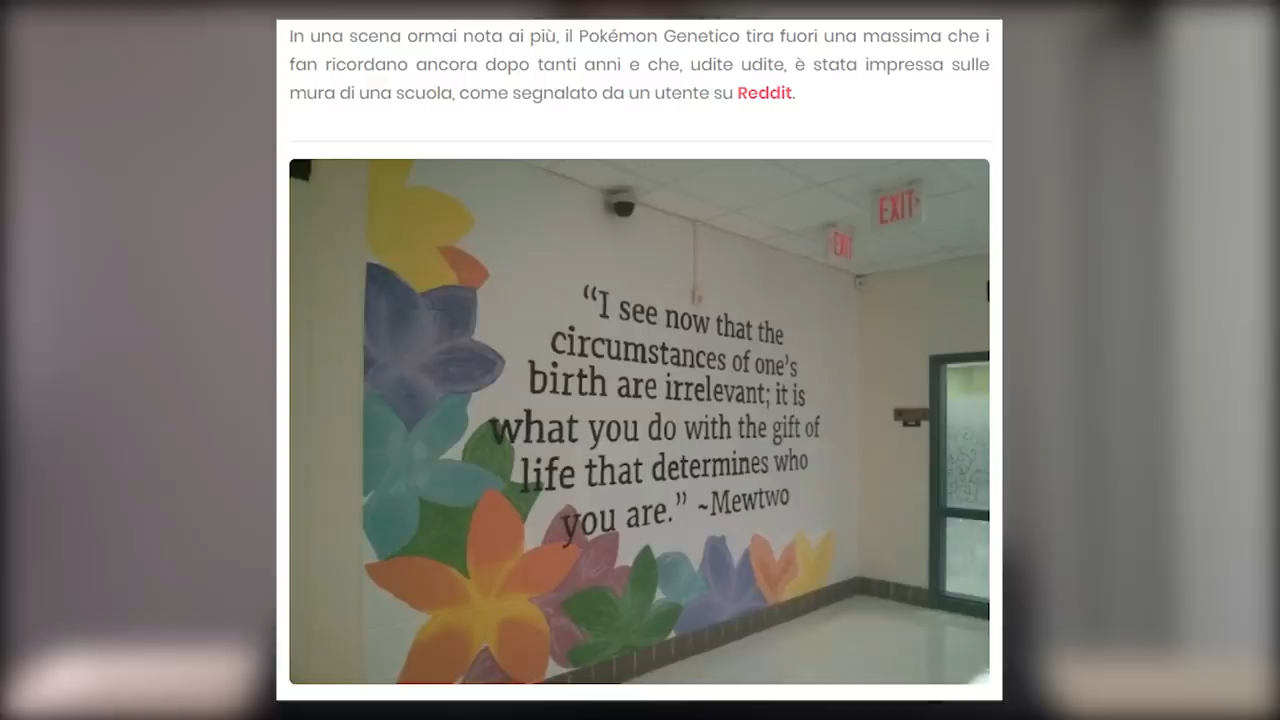 In una scena ormai nota ai più, il Pokémon Genetico tira fuori una massima che i
fan ricordano ancora dopo tanti anni e che, udite udite, è stata impressa sulle
mura di una scuola, come segnalato da un utente su Reddit.
EXIT
EXIT
“I see now that the
circumstances of one’s
birth are irrelevant; it is
what you do with the gift of
life that determines who
you are.” ~Mewtwo